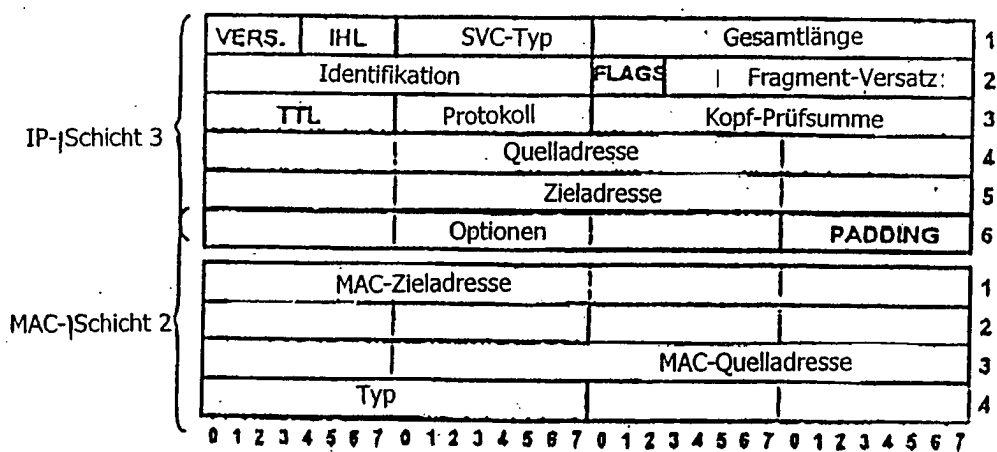 VERS. IHL SVC-Typ Gesamtlänge 1
Identifikation FLAGS Fragment-Versatz 2
TTL Protokoll Kopf-Prüfsumme 3
IP-Schicht 3
Quelladresse 4
Zieladresse 5
Optionen PADDING 6
MAC-Zieladresse 1
MAC-Schicht 2
2
MAC-Quelladresse 3
Typ 4
0 1 2 3 4 5 6 7 0 1 2 3 4 5 6 7 0 1 2 3 4 5 6 7 0 1 2 3 4 5 6 7